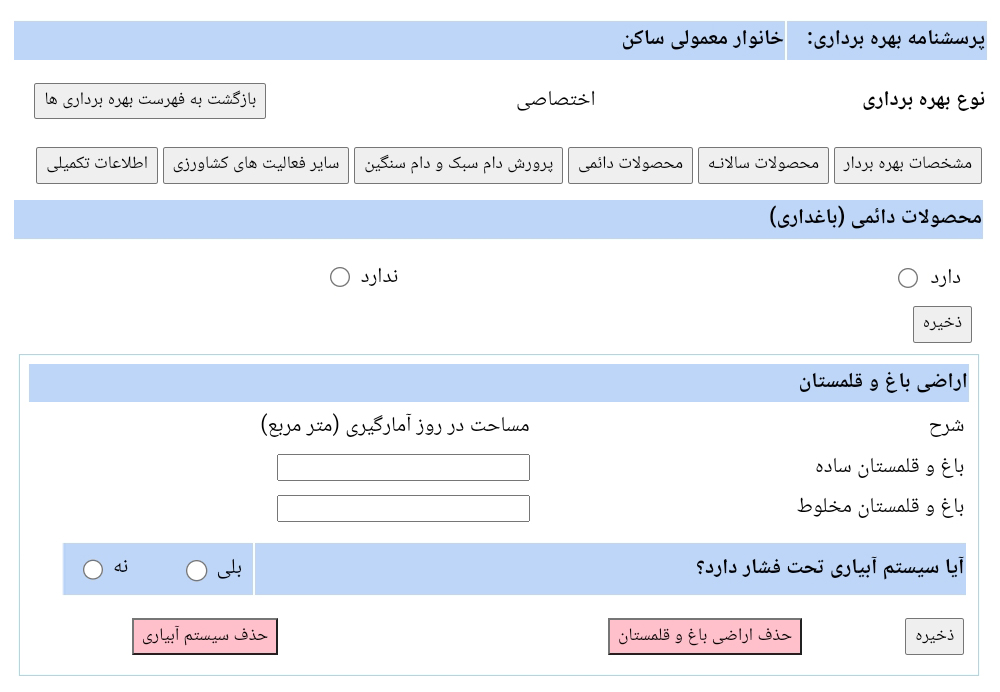 پرسشنامه بهره برداری: خانوار معمولی ساکن
نوع بهره برداری اختصاصی بازگشت به فهرست بهره برداری ها
مشخصات بهره بردار محصولات سالانه محصولات دائمی پرورش دام سبک و دام سنگین سایر فعالیت های کشاورزی اطلاعات تکمیلی
محصولات دائمی (باغداری)
دارد ندارد
ذخیره
اراضی باغ و قلمستان
شرح مساحت در روز آمارگیری (متر مربع)
باغ و قلمستان ساده
باغ و قلمستان مخلوط
آیا سیستم آبیاری تحت فشار دارد؟ بلی نه
ذخیره حذف اراضی باغ و قلمستان حذف سیستم آبیاری